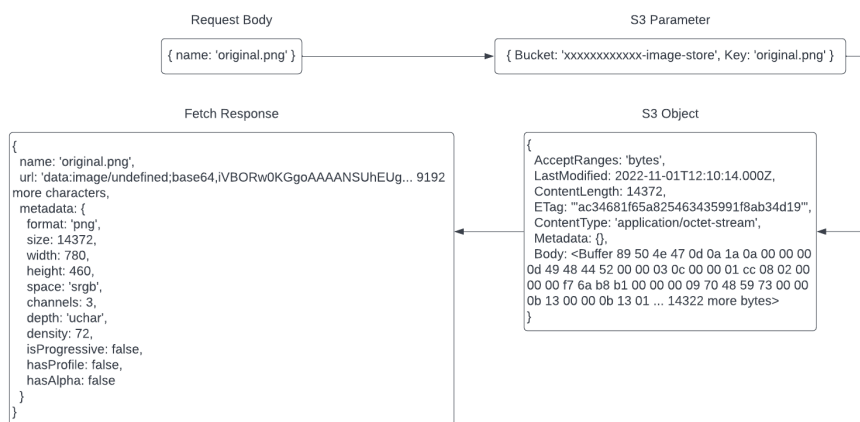 Request Body
S3 Parameter
{ name: 'original.png' }
{ Bucket: 'xxxxxxxxxxxx-image-store', Key: 'original.png' }
Fetch Response
S3 Object
{
name: 'original.png',
url: 'data:image/undefined;base64,iVBORw0KGgoAAAANSUhEUg... 9192
more characters,
metadata: {
format: 'png',
size: 14372,
width: 780,
height: 460,
space: 'srgb',
channels: 3,
depth: 'uchar',
density: 72,
isProgressive: false,
hasProfile: false,
hasAlpha: false
}
}
{
AcceptRanges: 'bytes',
LastModified: 2022-11-01T12:10:14.000Z,
ContentLength: 14372,
ETag: '"ac34681f65a825463435991f8ab34d19"',
ContentType: 'application/octet-stream',
Metadata: {},
Body: <Buffer 89 50 4e 47 0d 0a 1a 0a 00 00 00
0d 49 48 44 52 00 00 03 0c 00 00 01 cc 08 02 00
00 00 f7 6a b8 b1 00 00 00 09 70 48 59 73 00 00
0b 13 00 00 0b 13 01 ... 14322 more bytes>
}